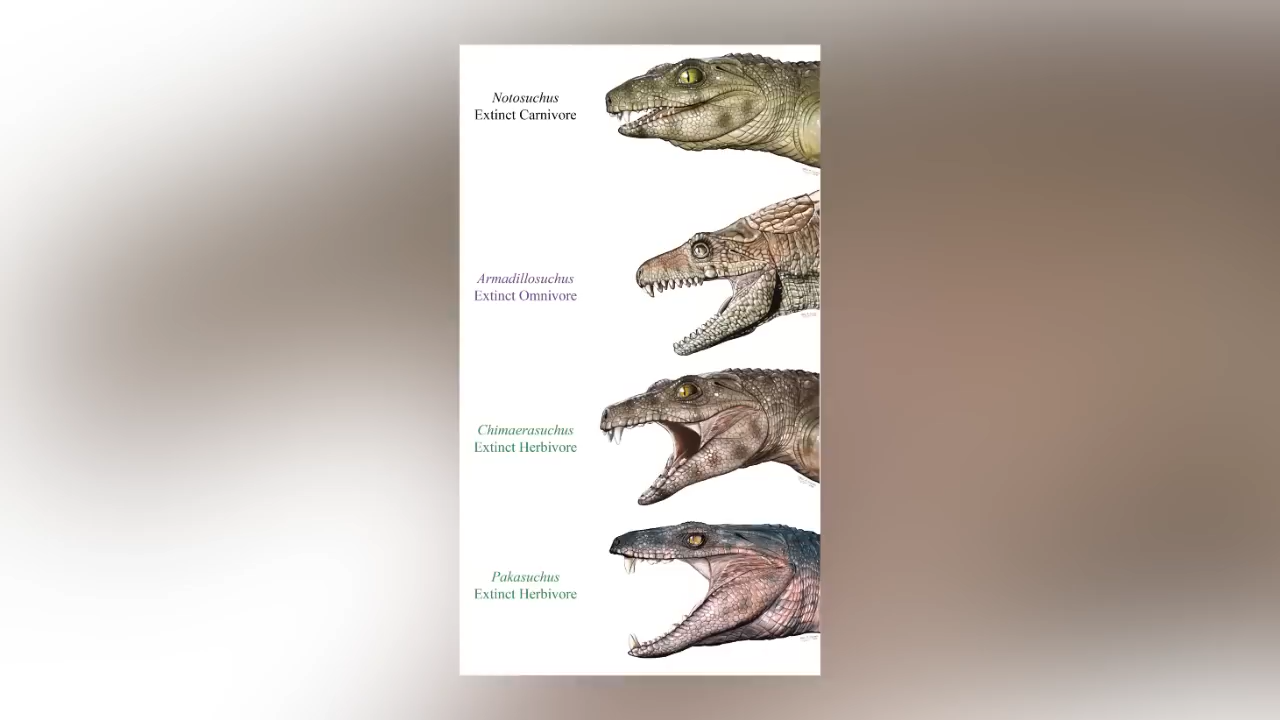 Notosuchus
Extinct Carnivore
Armadillosuchus
Extinct Omnivore
Chimaerasuchus
Extinct Herbivore
Pakasuchus
Extinct Herbivore